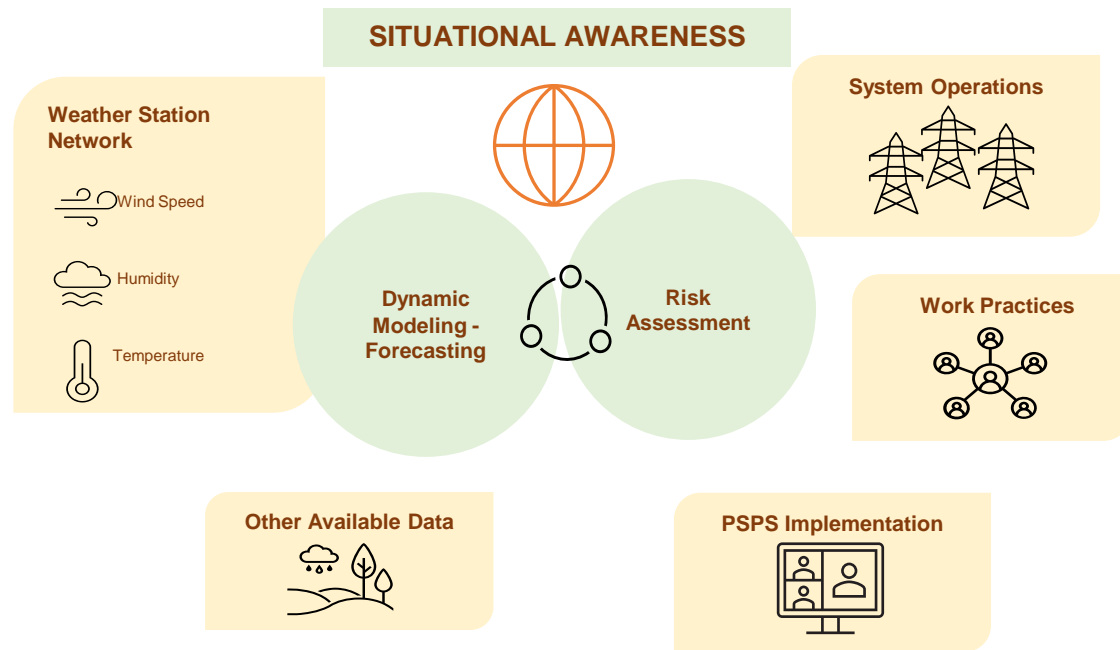 SITUATIONAL AWARENESS
Weather Station
Network
Wind Speed
Humidity
Temperature
Dynamic
Modeling -
Forecasting
Risk
Assessment
System Operations
Work Practices
Other Available Data
PSPS Implementation